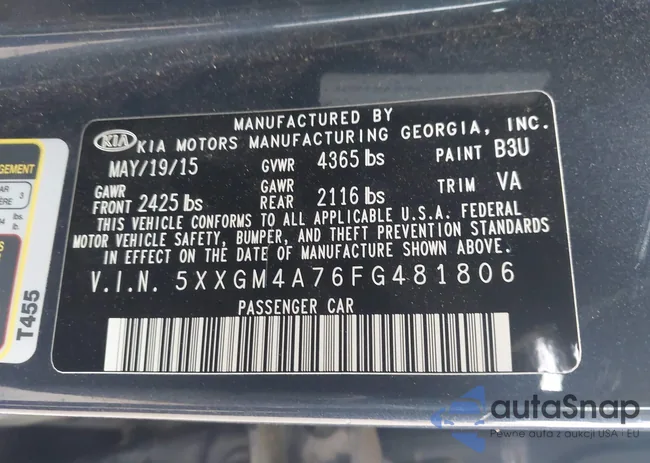 MANUFACTURED BY
KIA KIA MOTORS MANUFACTURING GEORGIA, INC.
MAY/19/15 GVWR 4365 lbs PAINT B3U
GAWR FRONT 2425 lbs GAWR REAR 2116 lbs TRIM VA
THIS VEHICLE CONFORMS TO ALL APPLICABLE U.S.A. FEDERAL
MOTOR VEHICLE SAFETY, BUMPER, AND THEFT PREVENTION STANDARDS
IN EFFECT ON THE DATE OF MANUFACTURE SHOWN ABOVE.
V.I.N. 5XXGM4A76FG481806
PASSENGER CAR
T455
autaSnap
Pewne auta z aukcji USA i EU